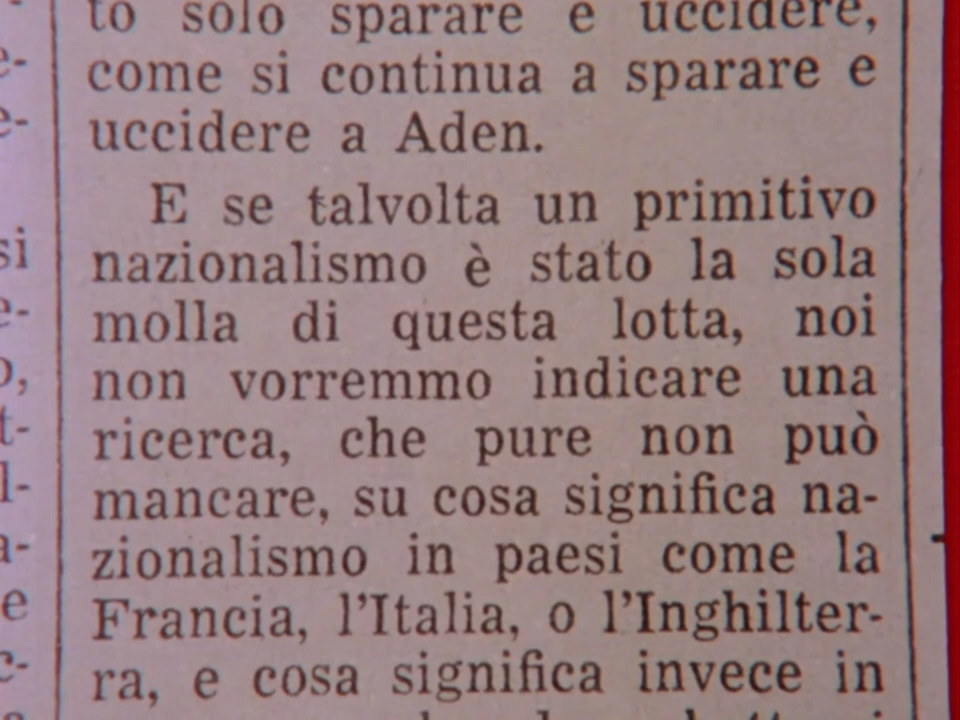 to solo sparare e uccidere,
come si continua a sparare e
uccidere a Aden.
E se talvolta un primitivo
nazionalismo è stato la sola
molla di questa lotta, noi
non vorremmo indicare una
ricerca, che pure non può
mancare, su cosa significa na-
zionalismo in paesi come la
Francia, l'Italia, o l'Inghilter-
ra, e cosa significa invece in